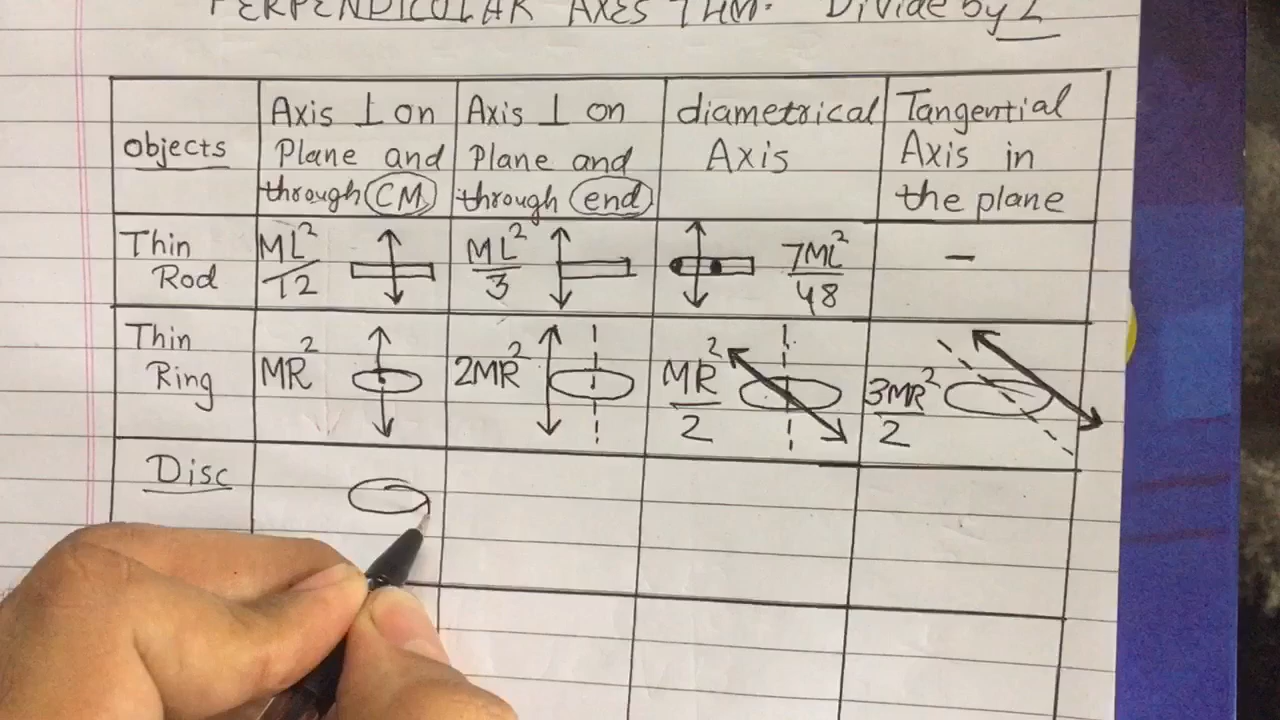 PERPENDICULAR AXES THM. Divide by 2
Objects
Axis ⊥ on
Plane and
through CM
Axis ⊥ on
Plane and
through end
diametrical
Axis
Tangential
Axis in
the plane
Thin
Rod
ML²/12
ML²/3
7ML²/48
—
Thin
Ring
MR²
2MR²
MR²/2
3MR²/2
Disc